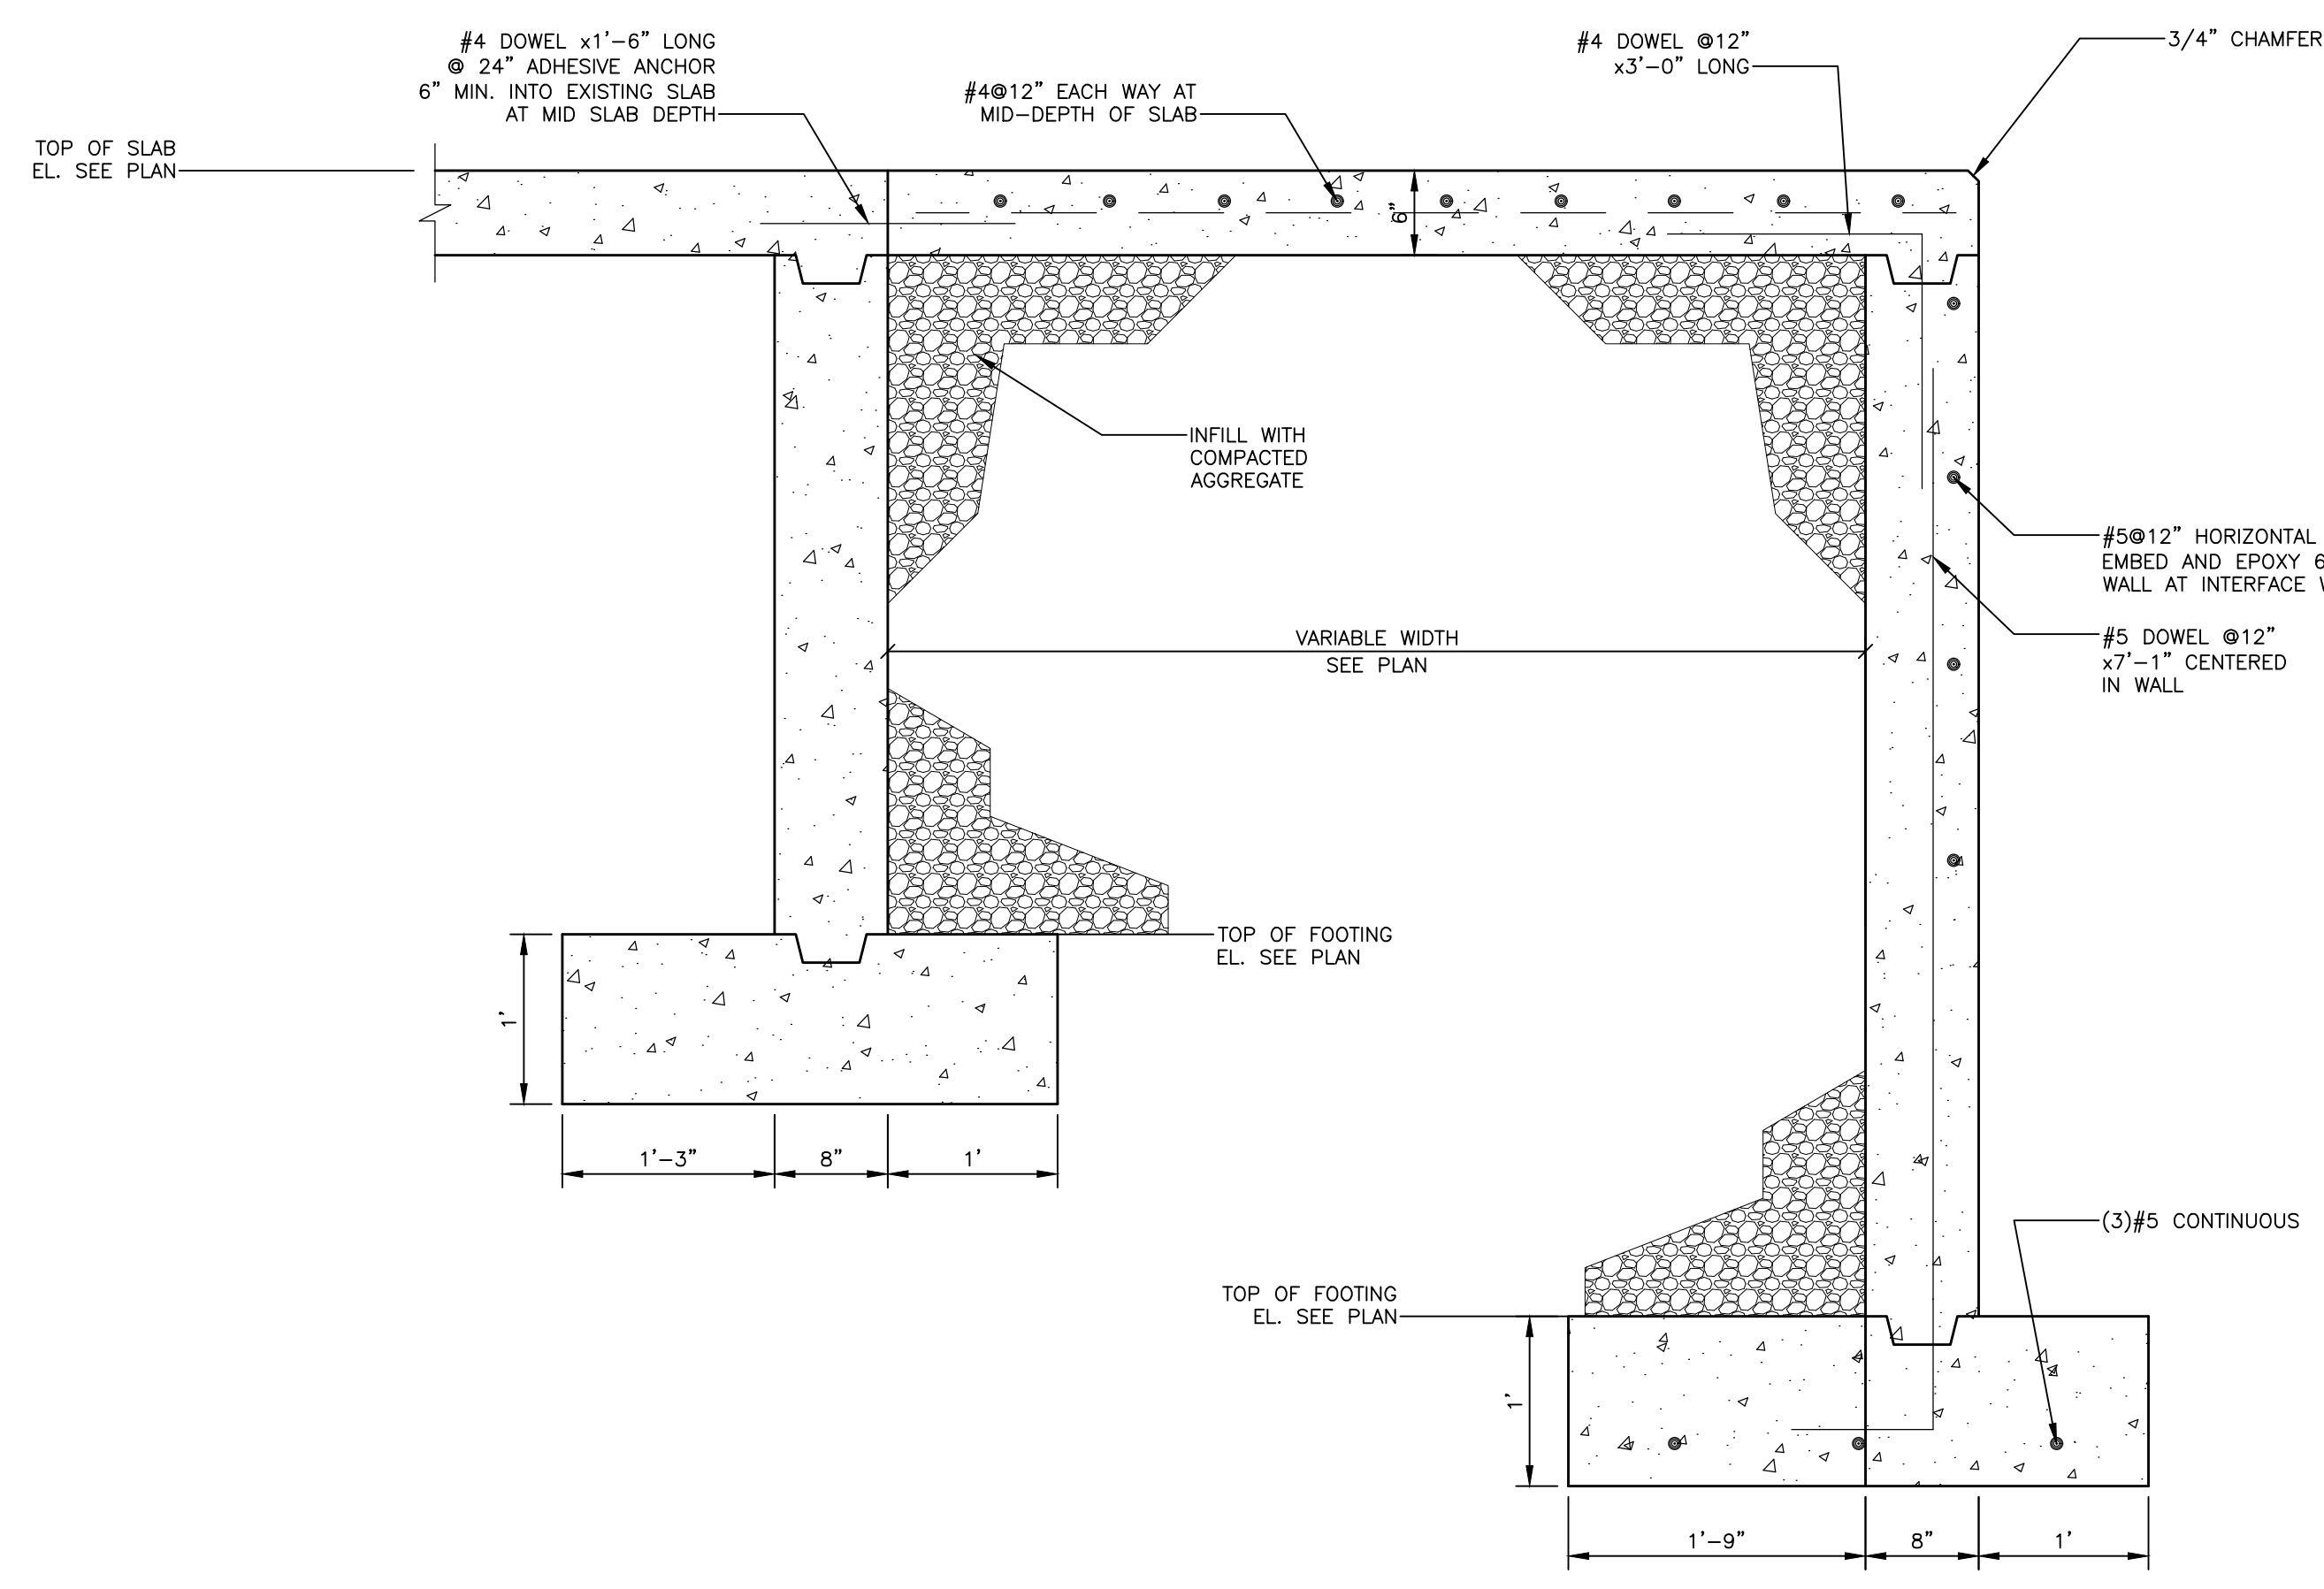 #4 DOWEL x1'-6" LONG
@ 24" ADHESIVE ANCHOR
6" MIN. INTO EXISTING SLAB
AT MID SLAB DEPTH
#4@12" EACH WAY AT
MID-DEPTH OF SLAB
#4 DOWEL @12"
x3'-0" LONG
3/4" CHAMFER
TOP OF SLAB
EL. SEE PLAN
6"
INFILL WITH
COMPACTED
AGGREGATE
#5@12" HORIZONTAL
EMBED AND EPOXY 6
WALL AT INTERFACE
VARIABLE WIDTH
SEE PLAN
#5 DOWEL @12"
x7'-1" CENTERED
IN WALL
TOP OF FOOTING
EL. SEE PLAN
1'
1'-3"
8"
1'
(3)#5 CONTINUOUS
TOP OF FOOTING
EL. SEE PLAN
1'
1'-9"
8"
1'